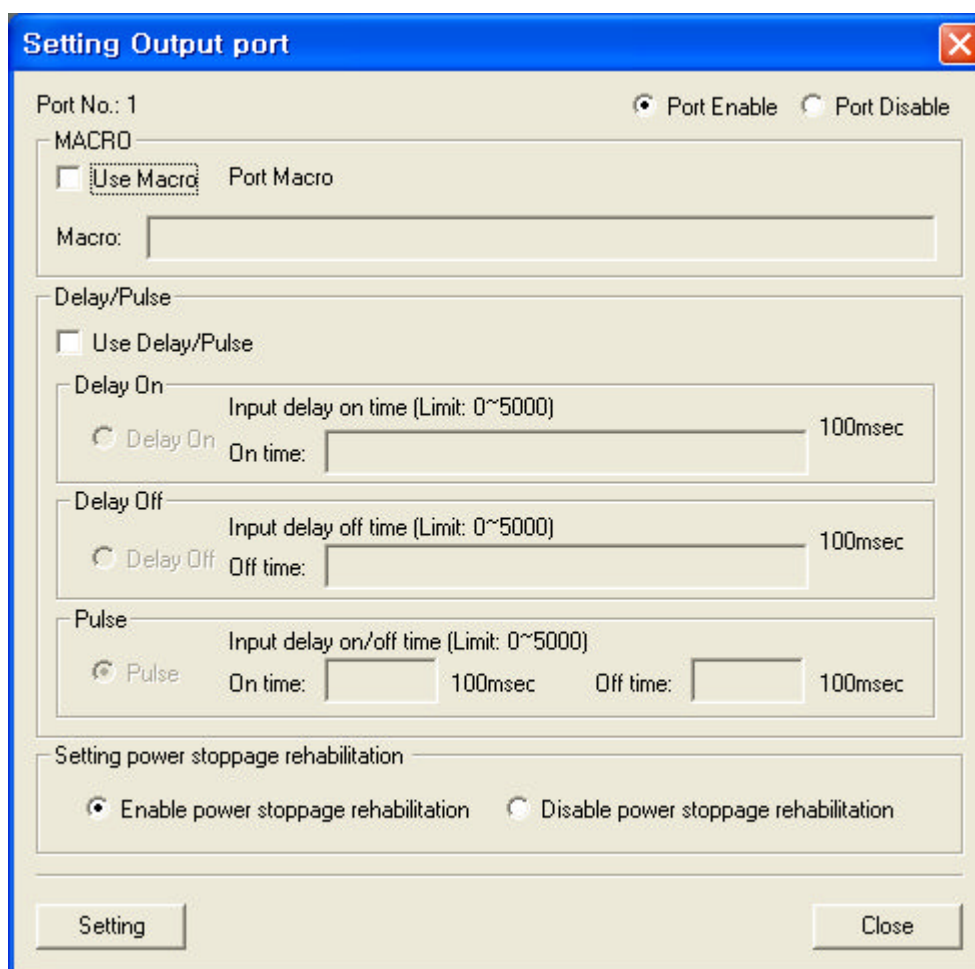 Setting Output port
Port No.: 1
Port Enable
Port Disable
MACRO
Use Macro
Port Macro
Macro:
Delay/Pulse
Use Delay/Pulse
Delay On
Input delay on time (Limit: 0~5000)
Delay On
On time:
100msec
Delay Off
Input delay off time (Limit: 0~5000)
Delay Off
Off time:
100msec
Pulse
Input delay on/off time (Limit: 0~5000)
Pulse
On time:
100msec
Off time:
100msec
Setting power stoppage rehabilitation
Enable power stoppage rehabilitation
Disable power stoppage rehabilitation
Setting
Close